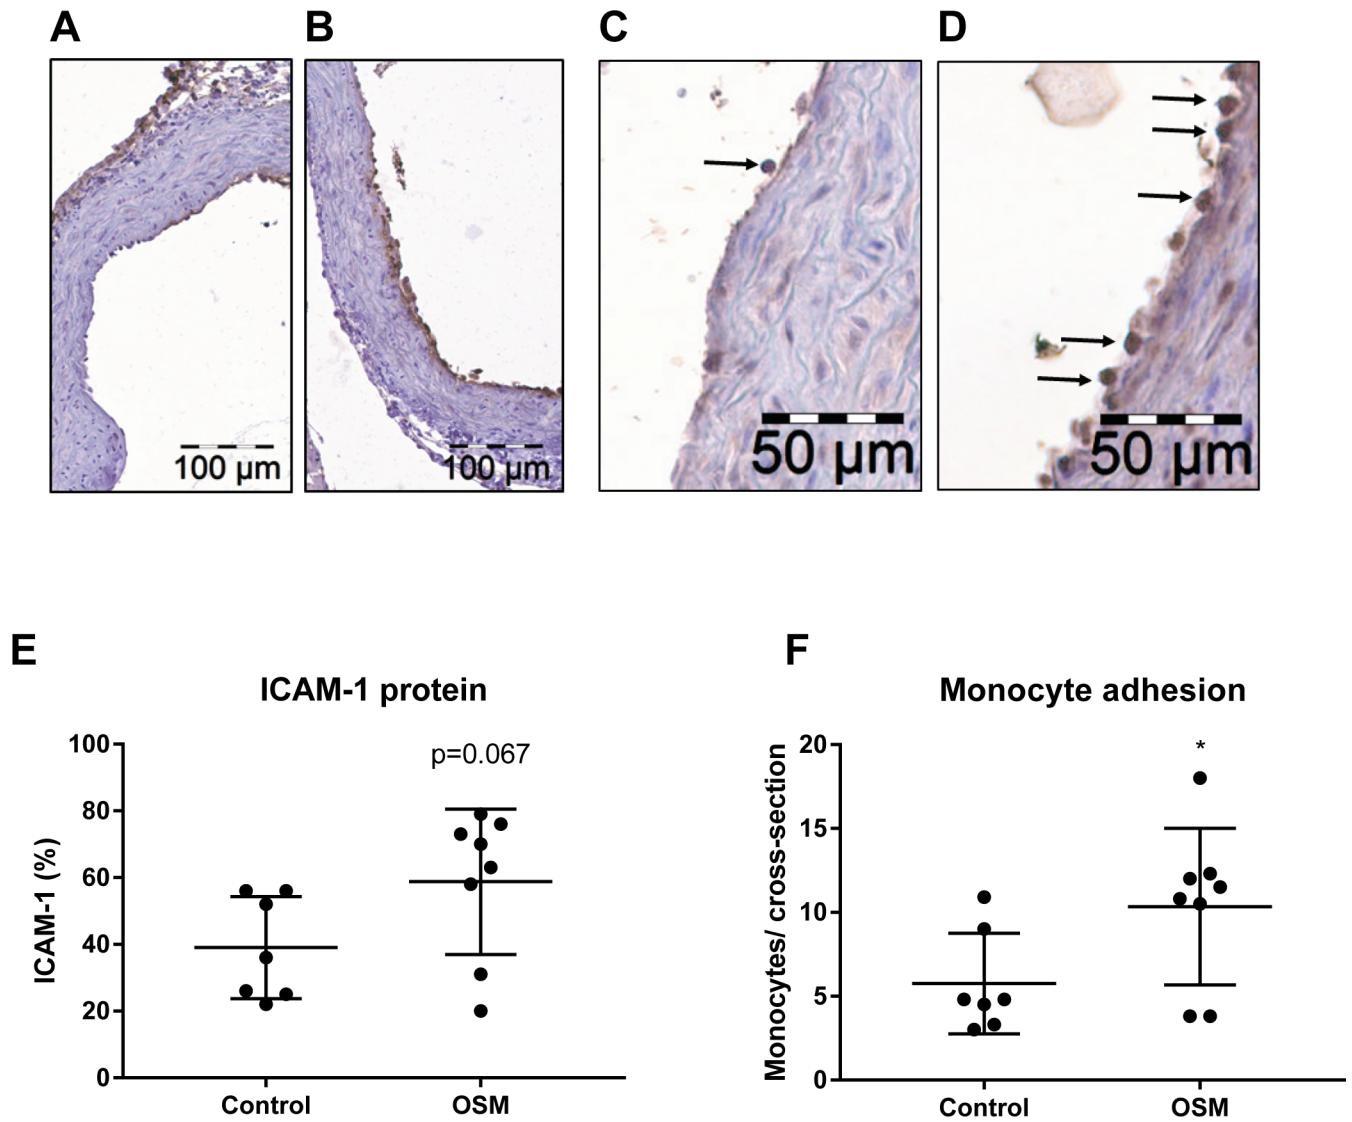 A
B
C
D
100 µm
100 µm
50 µm
50 µm
E
F
ICAM-1 protein
Monocyte adhesion
100
80
60
40
20
0
ICAM-1 (%)
p=0.067
Control
OSM
20
15
10
5
0
Monocytes/ cross-section
*
Control
OSM